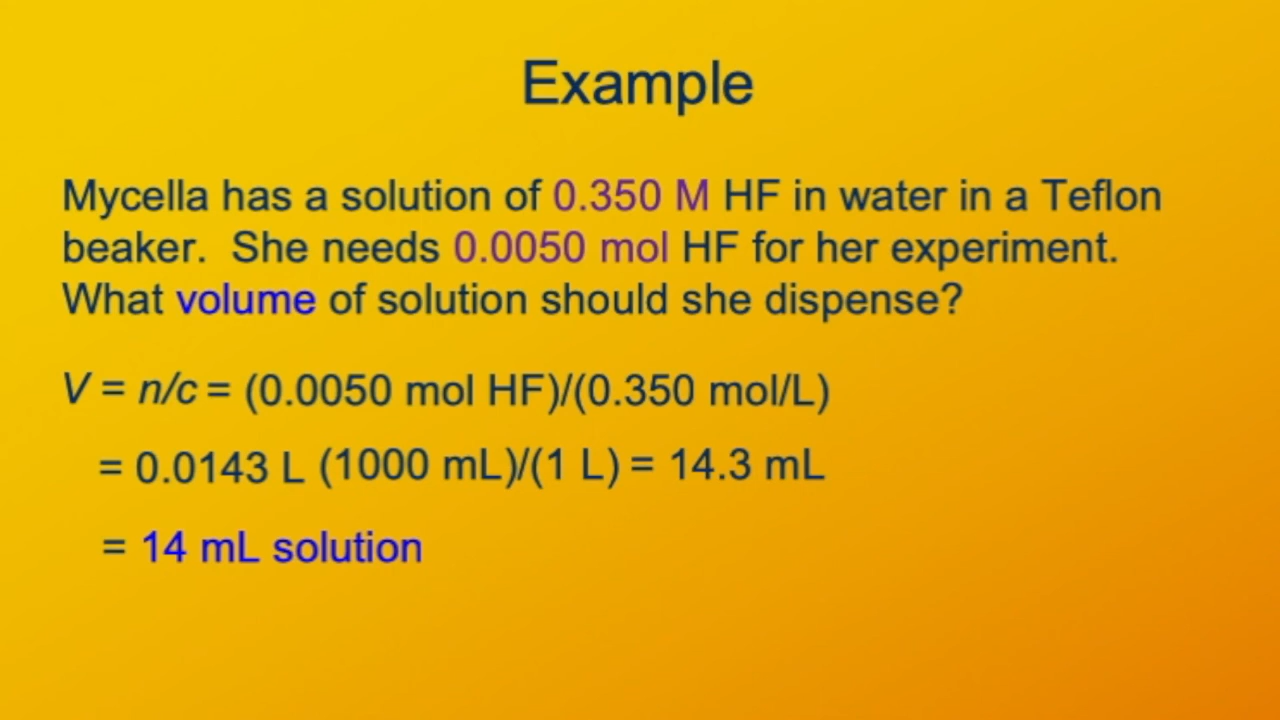 Example
Mycella has a solution of 0.350 M HF in water in a Teflon
beaker.  She needs 0.0050 mol HF for her experiment.
What volume of solution should she dispense?
V = n/c = (0.0050 mol HF)/(0.350 mol/L)
= 0.0143 L (1000 mL)/(1 L) = 14.3 mL
= 14 mL solution